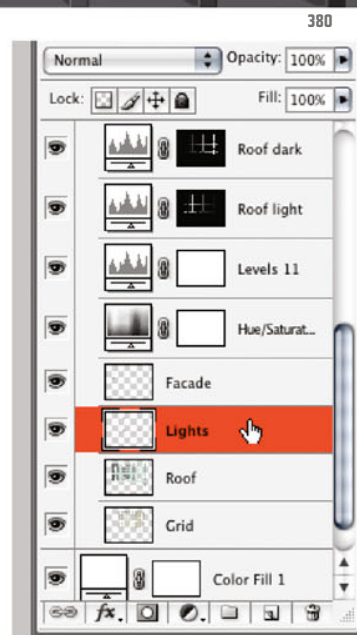 380
Normal Opacity: 100%
Lock: Fill: 100%
Roof dark
Roof light
Levels 11
Hue/Saturat...
Facade
Lights
Roof
Grid
Color Fill 1
fx.